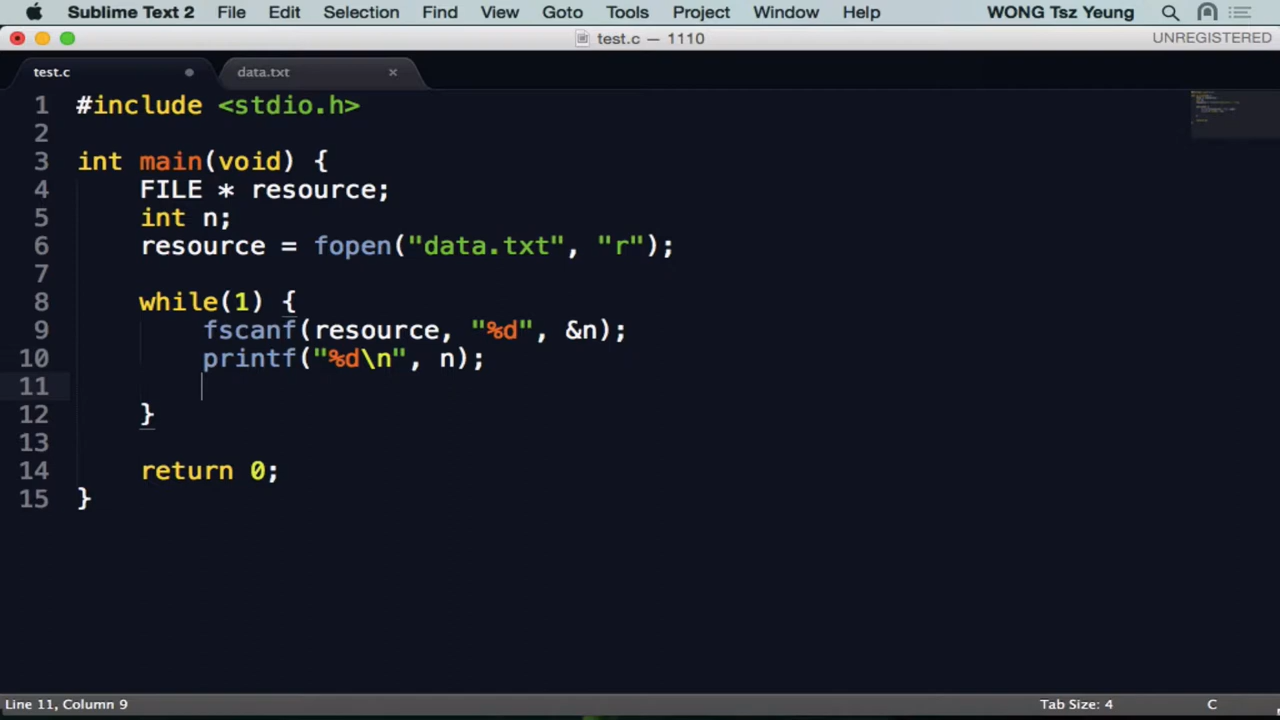 Sublime Text 2 File Edit Selection Find View Goto Tools Project Window Help WONG Tsz Yeung
test.c — 1110 UNREGISTERED
test.c data.txt
1 #include <stdio.h>
2
3 int main(void) {
4 FILE * resource;
5 int n;
6 resource = fopen("data.txt", "r");
7
8 while(1) {
9 fscanf(resource, "%d", &n);
10 printf("%d\n", n);
11
12 }
13
14 return 0;
15 }
Line 11, Column 9 Tab Size: 4 C